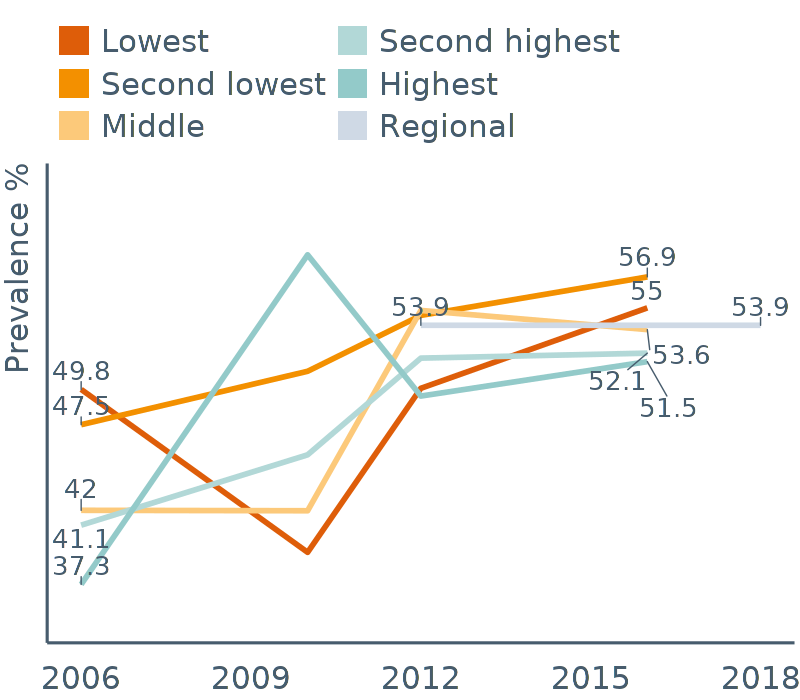 Lowest
Second lowest
Middle
Second highest
Highest
Regional
Prevalence %
56.9
55
53.9
53.9
53.6
52.1
51.5
49.8
47.5
42
41.1
37.3
2006
2009
2012
2015
2018